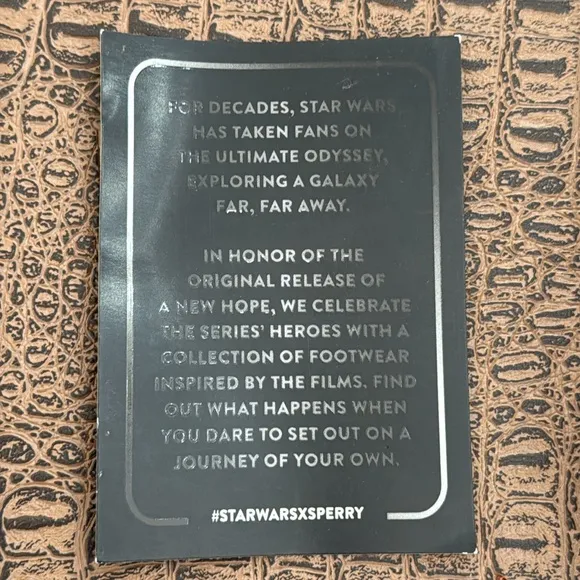 FOR DECADES, STAR WARS
HAS TAKEN FANS ON
THE ULTIMATE ODYSSEY,
EXPLORING A GALAXY
FAR, FAR AWAY.
IN HONOR OF THE
ORIGINAL RELEASE OF
A NEW HOPE, WE CELEBRATE
THE SERIES' HEROES WITH A
COLLECTION OF FOOTWEAR
INSPIRED BY THE FILMS. FIND
OUT WHAT HAPPENS WHEN
YOU DARE TO SET OUT ON A
JOURNEY OF YOUR OWN.
#STARWARSXSPERRY